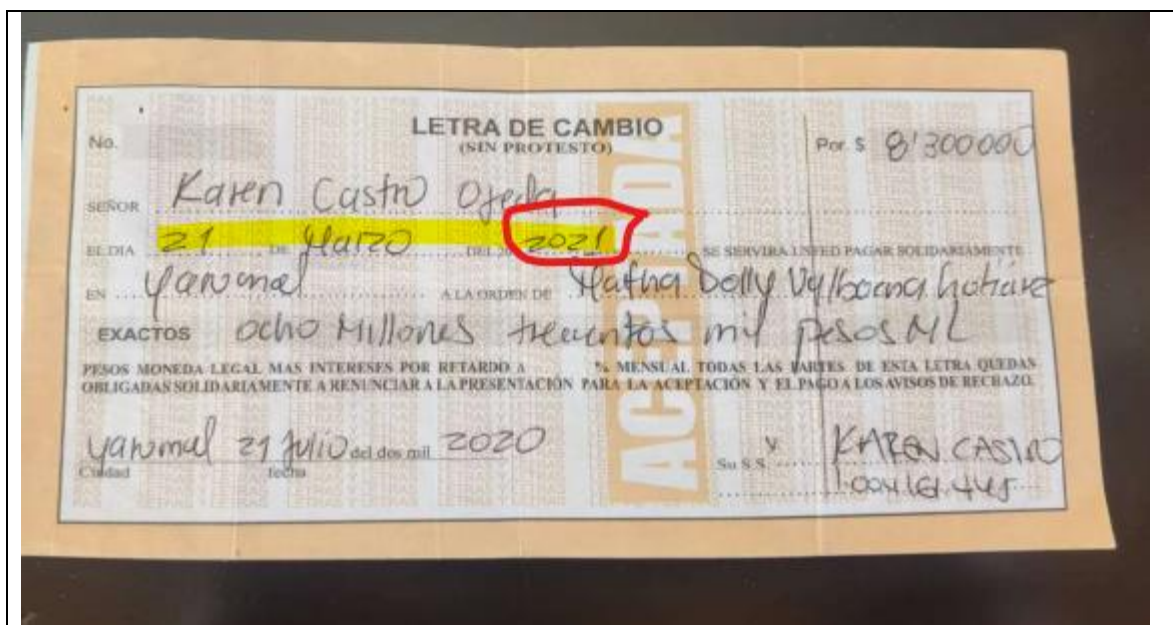 LETRA DE CAMBIO
(SIN PROTESTO)
No.
Por $ 8'300000
SEÑOR Karen Castro Ojeda
EL DIA 21 DE Marzo DEL 20 2021 SE SERVIRA USTED PAGAR SOLIDARIAMENTE
EN Yarumal A LA ORDEN DE Dolly
EXACTOS ocho Millones trecientos mil pesos ML
PESOS MONEDA LEGAL MAS INTERESES POR RETARDO A % MENSUAL TODAS LAS PARTES DE ESTA LETRA QUEDAN
OBLIGADAS SOLIDARIAMENTE A RENUNCIAR A LA PRESENTACIÓN PARA LA ACEPTACIÓN Y EL PAGO A LOS AVISOS DE RECHAZO.
Yarumal 21 Julio del dos mil 2020
Ciudad fecha
Su S.S. KAREN CASTRO
ACEPTADA